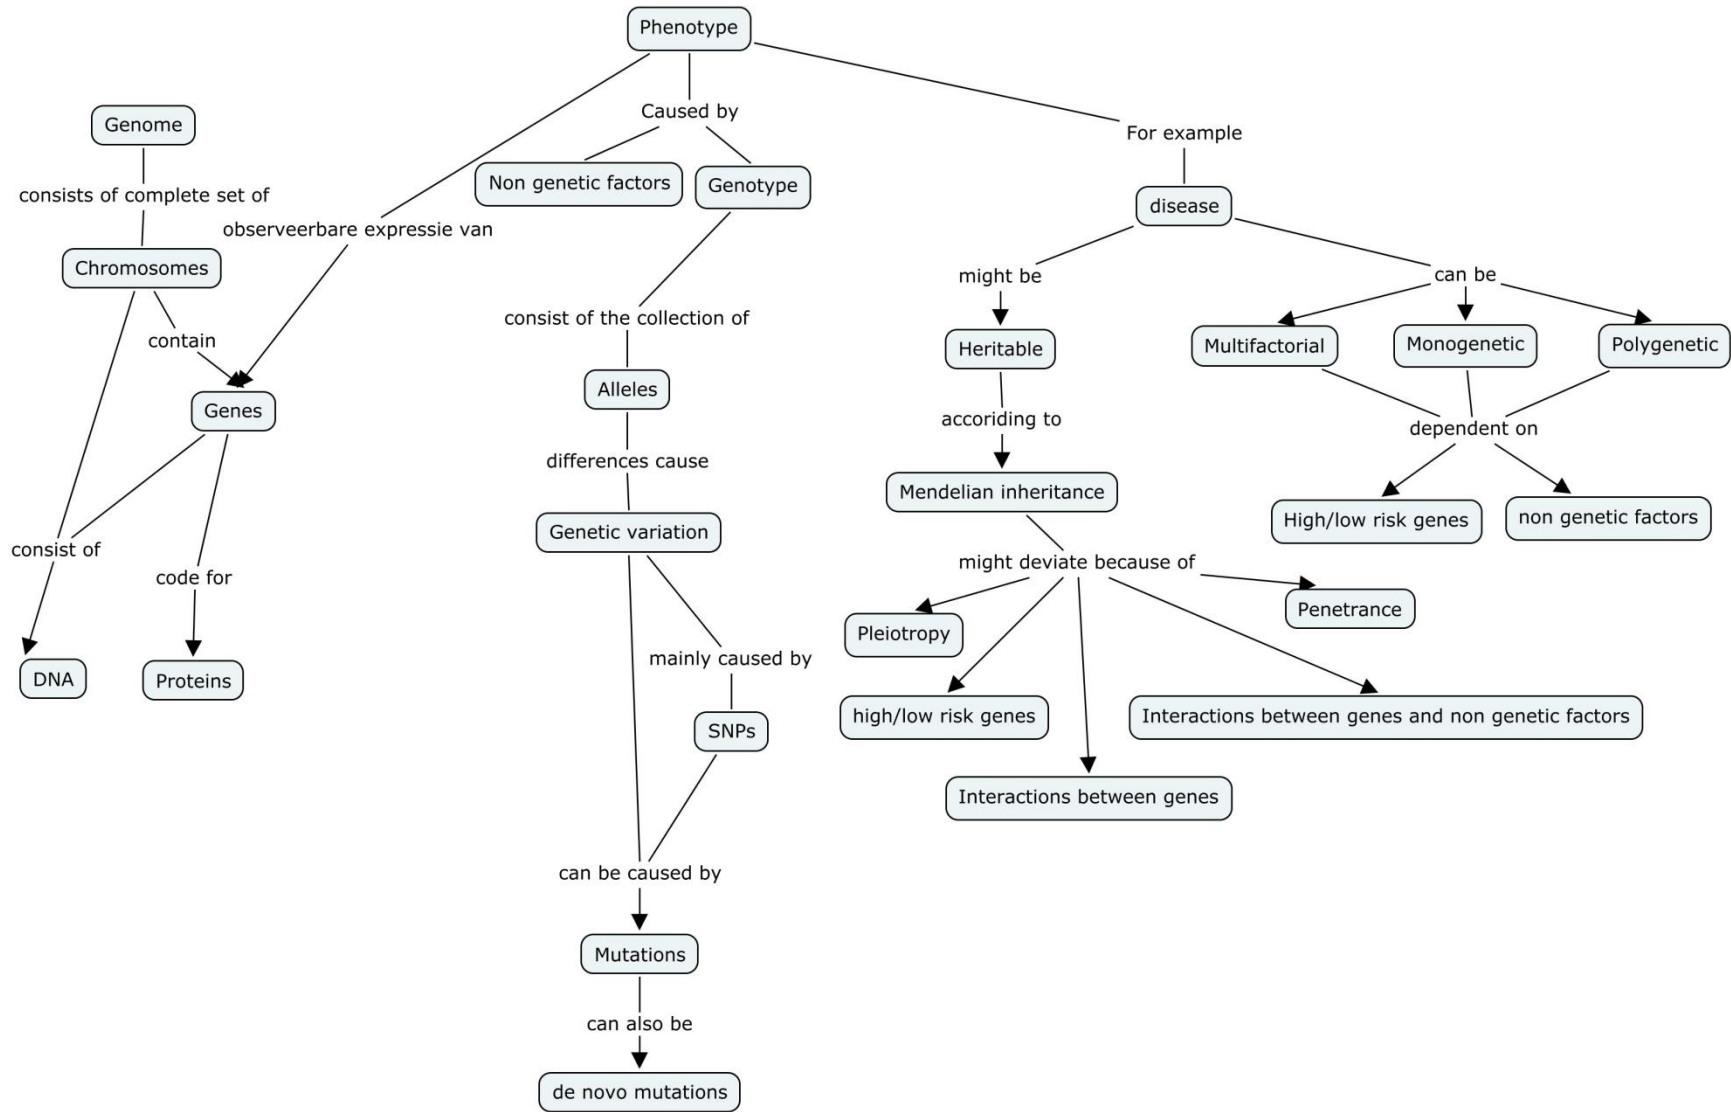 Phenotype
Genome
Caused by
For example
Non genetic factors
Genotype
consists of complete set of
disease
observeerbare expressie van
Chromosomes
might be
can be
consist of the collection of
contain
Heritable
Multifactorial
Monogenetic
Polygenetic
Alleles
Genes
accoriding to
dependent on
differences cause
Mendelian inheritance
High/low risk genes
non genetic factors
Genetic variation
consist of
might deviate because of
code for
Penetrance
Pleiotropy
mainly caused by
DNA
Proteins
high/low risk genes
Interactions between genes and non genetic factors
SNPs
Interactions between genes
can be caused by
Mutations
can also be
de novo mutations